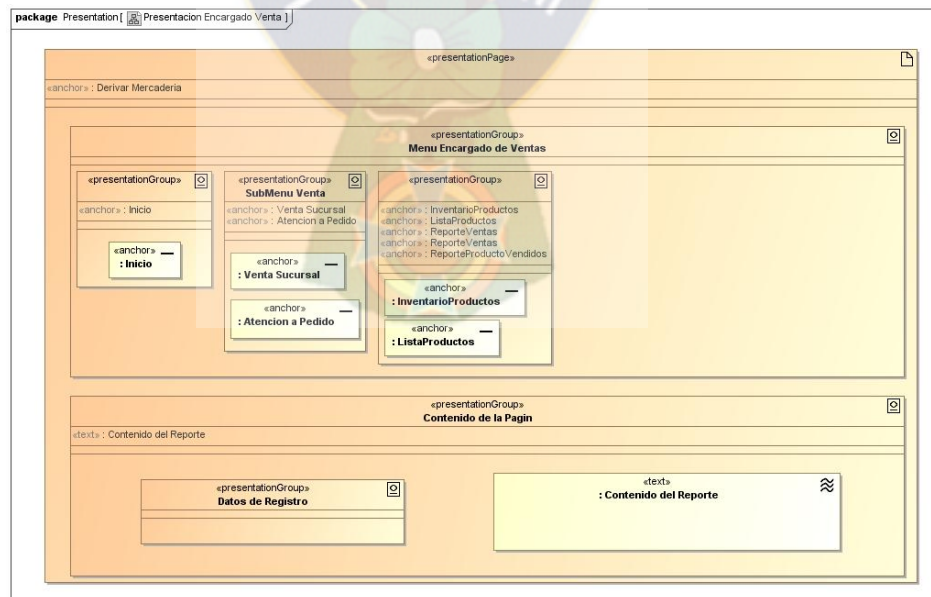 package Presentation [ Presentacion Encargado Venta ]
«presentationPage»
«anchor» : Derivar Mercaderia
«presentationGroup»
Menu Encargado de Ventas
«presentationGroup»
«anchor» : Inicio
«anchor»
: Inicio
«presentationGroup»
SubMenu Venta
«anchor» : Venta Sucursal
«anchor» : Atencion a Pedido
«anchor»
: Venta Sucursal
«anchor»
: Atencion a Pedido
«presentationGroup»
«anchor» : InventarioProductos
«anchor» : ListaProductos
«anchor» : ReporteVentas
«anchor» : ReporteVentas
«anchor» : ReporteProductoVendidos
«anchor»
: InventarioProductos
«anchor»
: ListaProductos
«presentationGroup»
Contenido de la Pagin
«text» : Contenido del Reporte
«presentationGroup»
Datos de Registro
«text»
: Contenido del Reporte